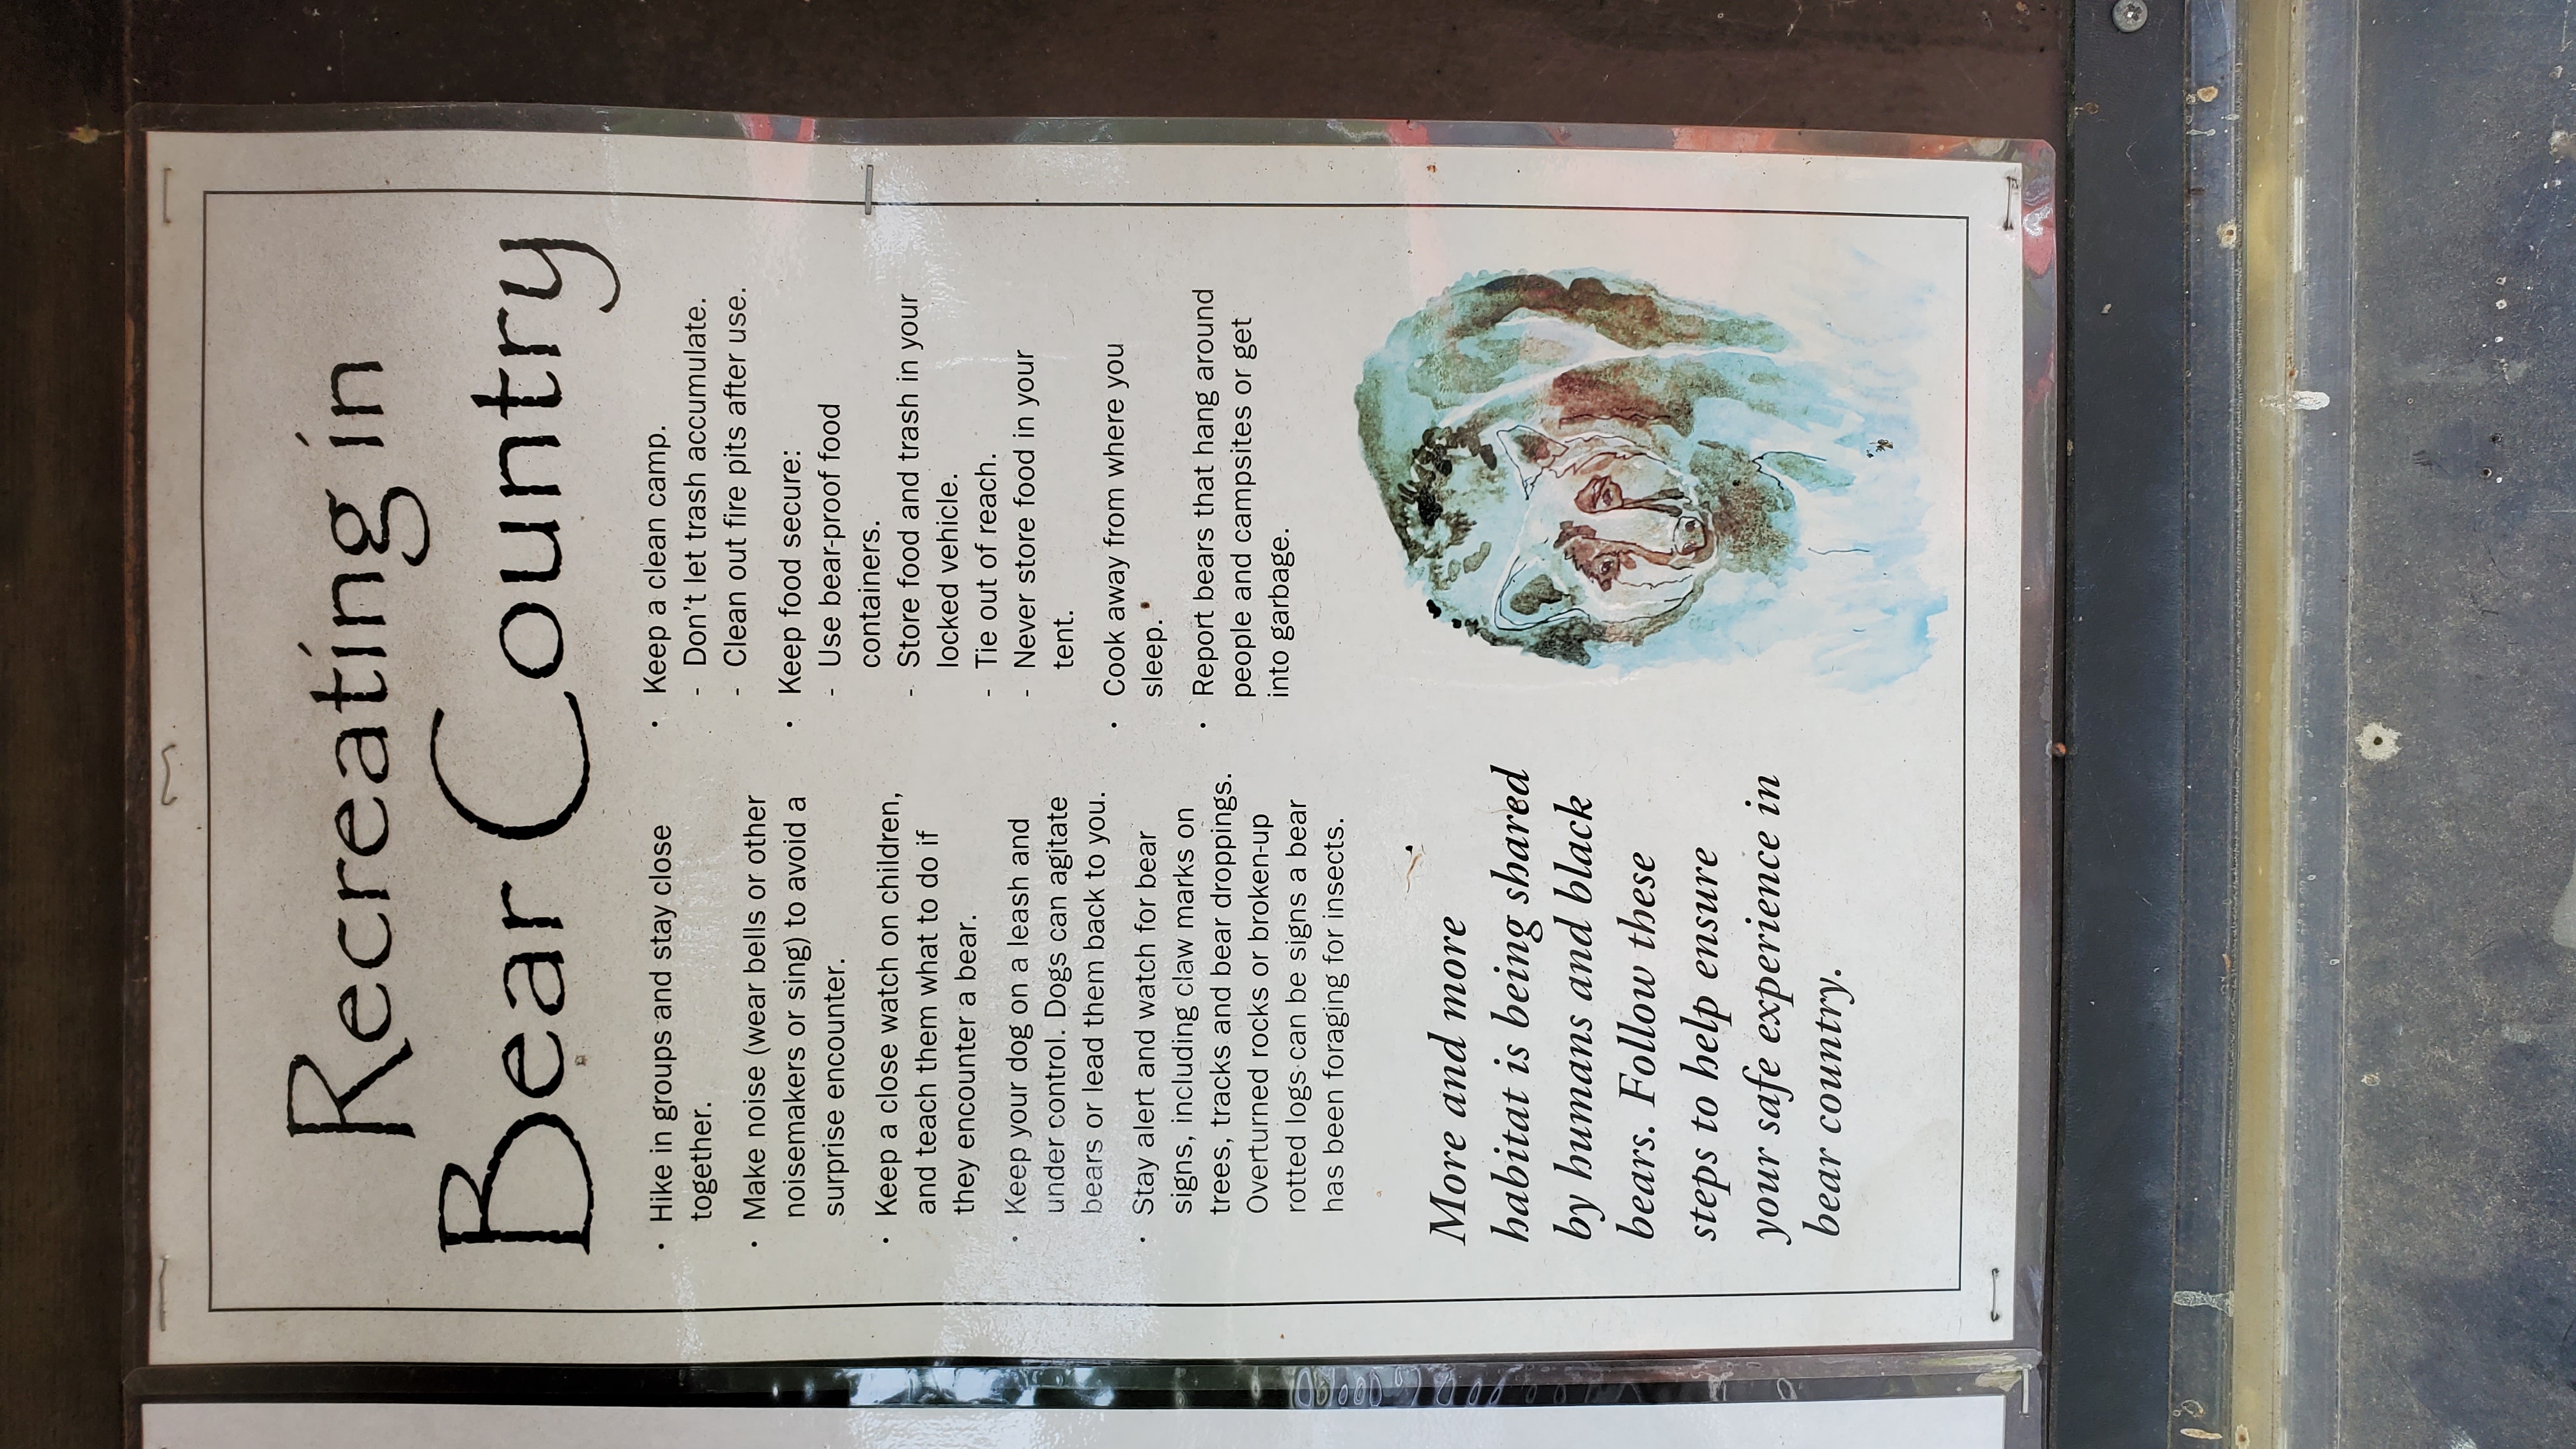 Recreating in
Bear Country
• Hike in groups and stay close
together.
• Make noise (wear bells or other
noisemakers or sing) to avoid a
surprise encounter.
• Keep a close watch on children,
and teach them what to do if
they encounter a bear.
• Keep your dog on a leash and
under control. Dogs can agitate
bears or lead them back to you.
• Stay alert and watch for bear
signs, including claw marks on
trees, tracks and bear droppings.
Overturned rocks or broken-up
rotted logs can be signs a bear
has been foraging for insects.
• Keep a clean camp.
- Don't let trash accumulate.
- Clean out fire pits after use.
• Keep food secure:
- Use bear-proof food
containers.
- Store food and trash in your
locked vehicle.
- Tie out of reach.
- Never store food in your
tent.
• Cook away from where you
sleep.
• Report bears that hang around
people and campsites or get
into garbage.
More and more
habitat is being shared
by humans and black
bears. Follow these
steps to help ensure
your safe experience in
bear country.